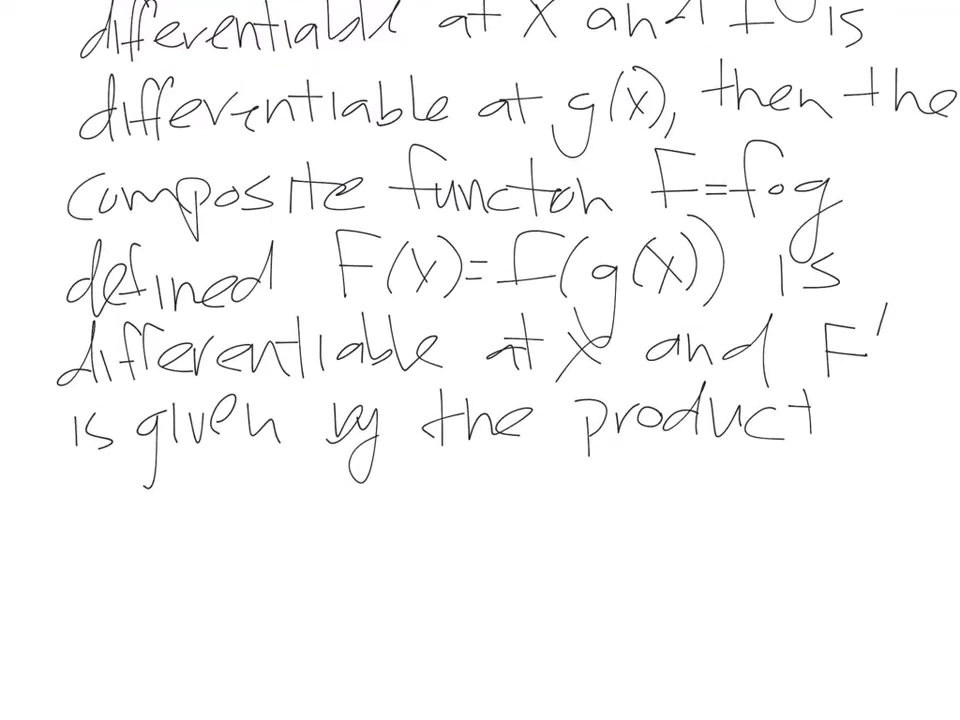 differentiable at x and f is
differentiable at g(x), then the
composite functon F=f∘g
defined F(x)=f(g(x)) is
differentiable at x and F'
is given by the product